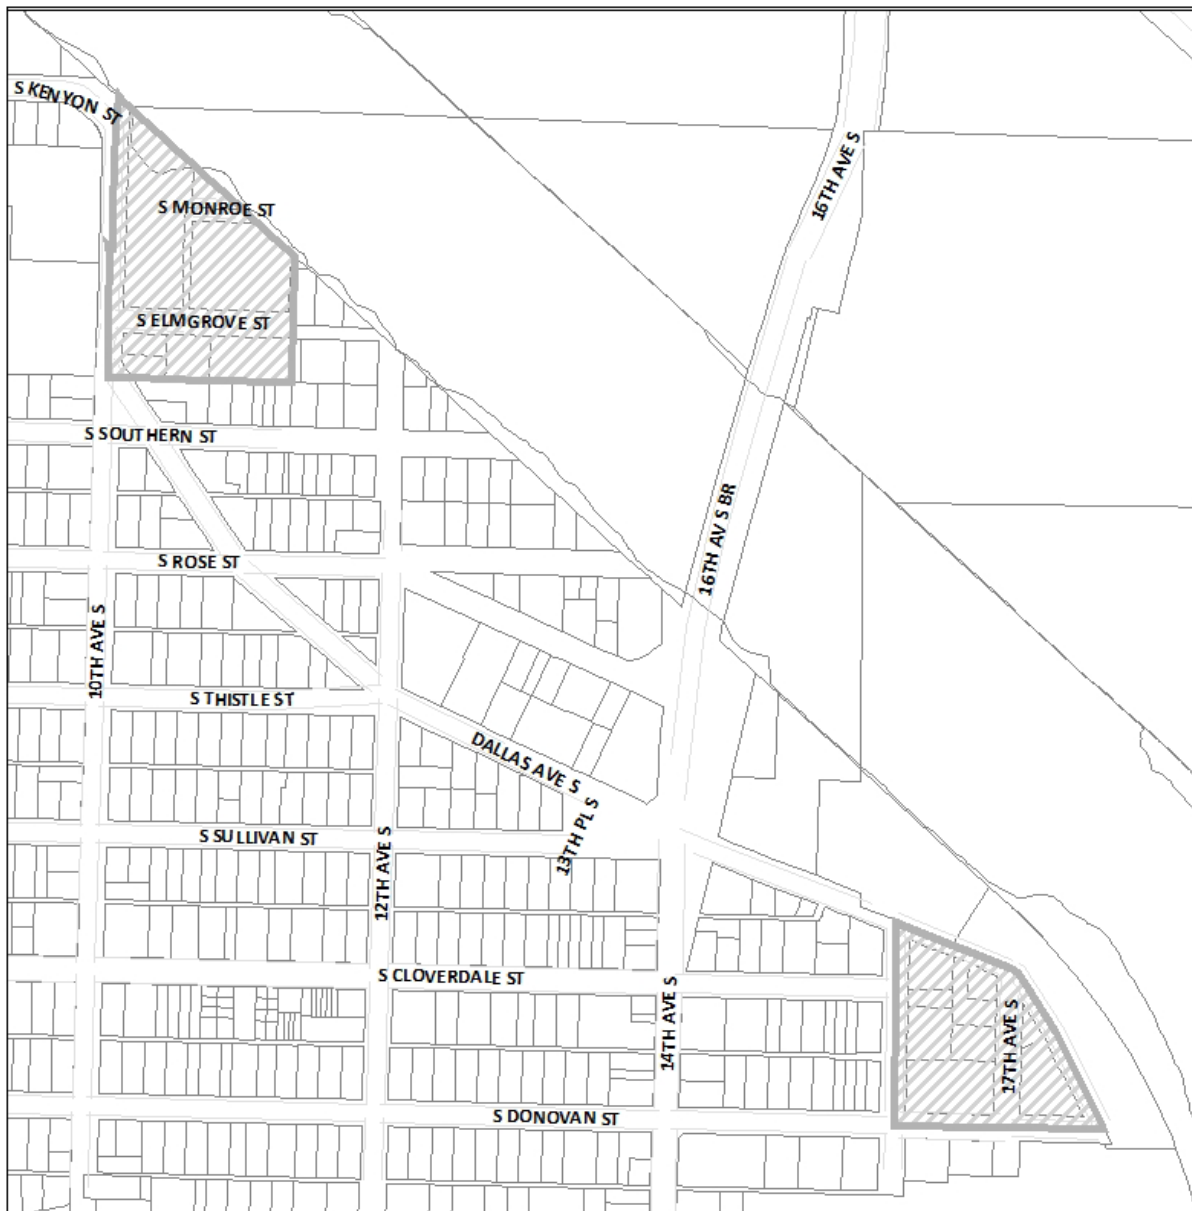 S KENYON ST
16TH AVE S
S MONROE ST
S ELMGROVE ST
S SOUTHERN ST
16TH AV S BR
S ROSE ST
10TH AVE S
S THISTLE ST
DALLAS AVE S
13TH PL S
S SULLIVAN ST
12TH AVE S
S CLOVERDALE ST
14TH AVE S
17TH AVE S
S DONOVAN ST